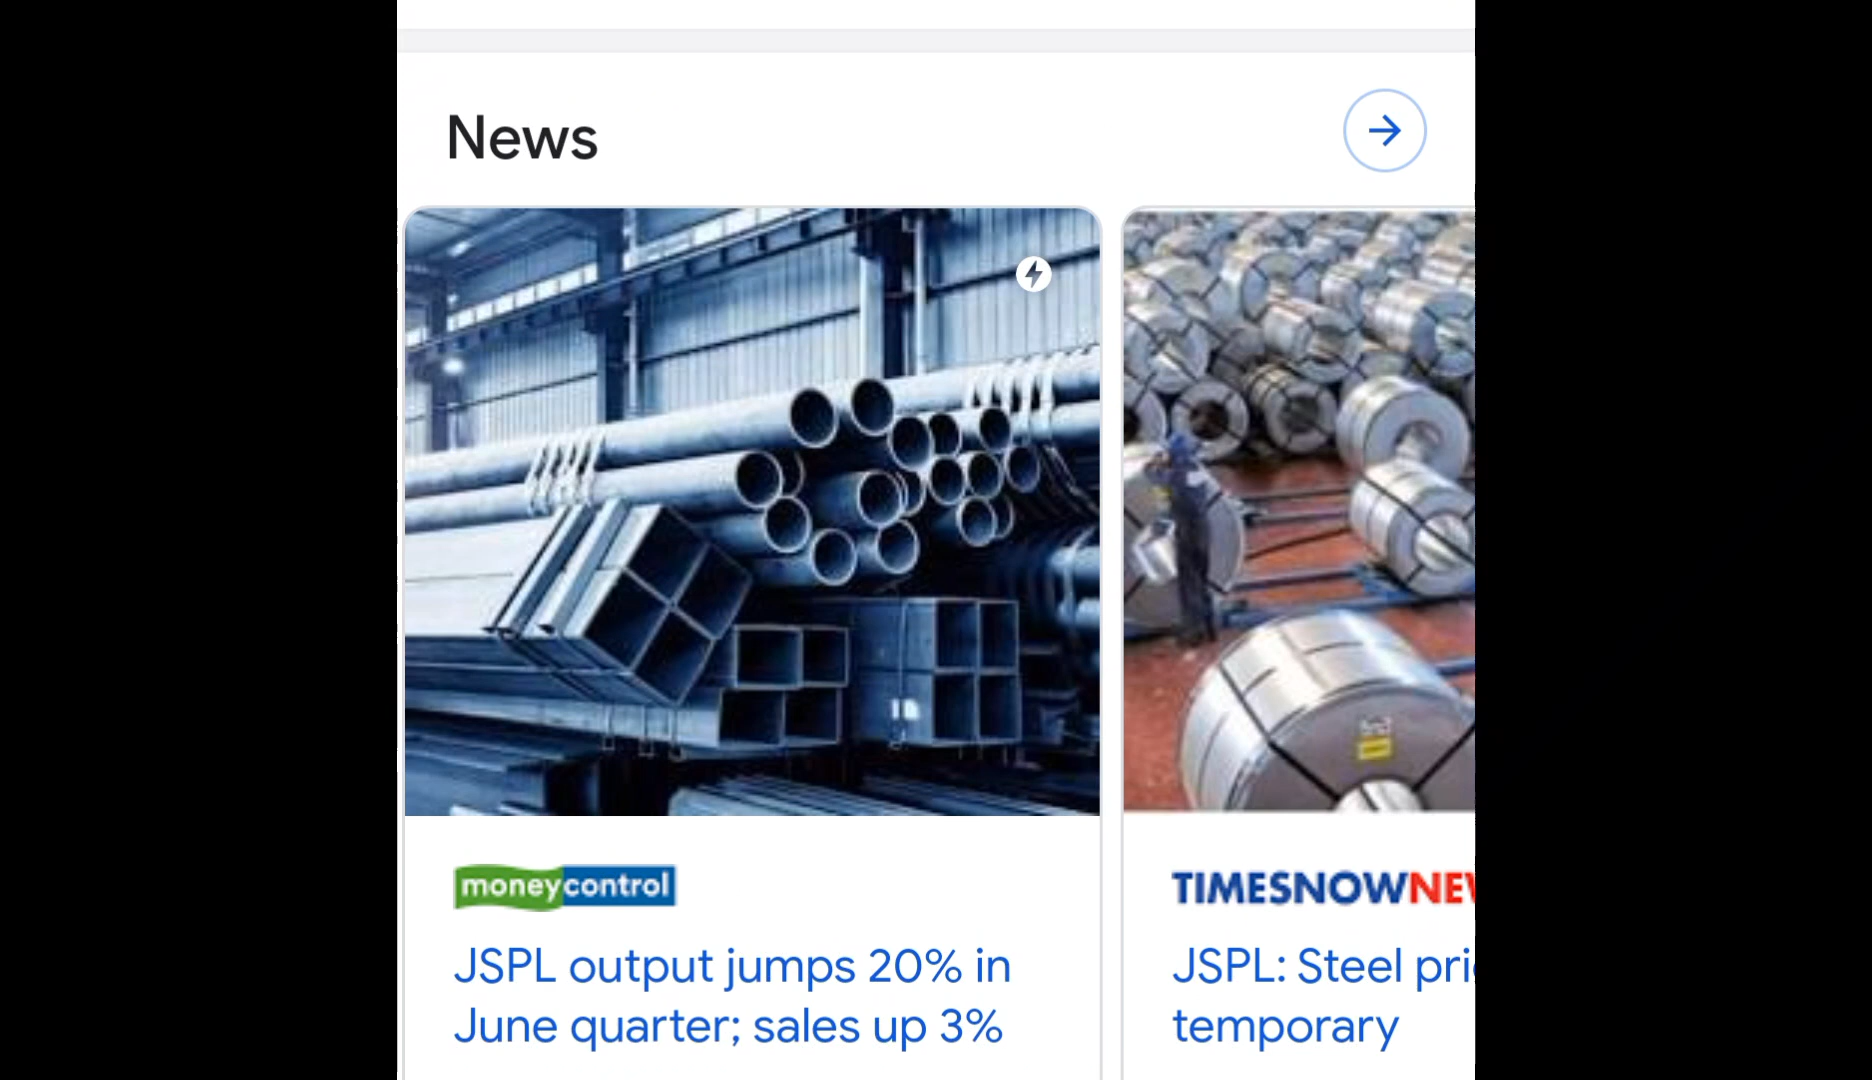 News
moneycontrol
JSPL output jumps 20% in
June quarter; sales up 3%
TIMESNOW
JSPL: Steel
temporary